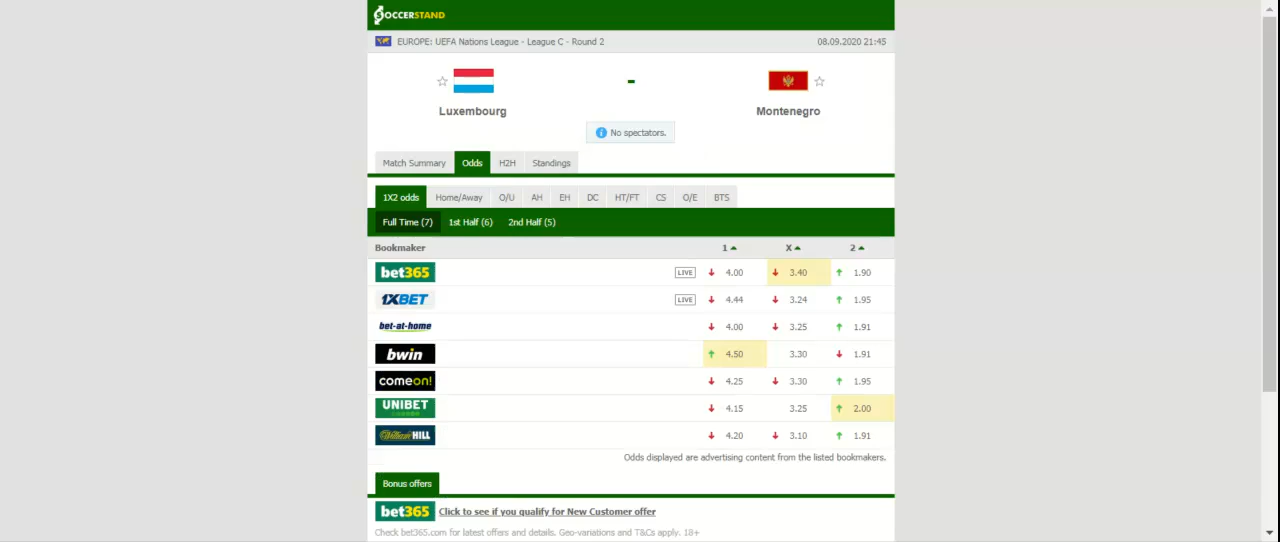 SOCCERSTAND
EUROPE: UEFA Nations League - League C - Round 2 08.09.2020 21:45
-
Luxembourg Montenegro
No spectators.
Match Summary Odds H2H Standings
1X2 odds Home/Away O/U AH EH DC HT/FT CS O/E BTS
Full Time (7) 1st Half (6) 2nd Half (5)
Bookmaker 1 X 2
bet365 LIVE 4.00 3.40 1.90
1XBET LIVE 4.44 3.24 1.95
bet-at-home 4.00 3.25 1.91
bwin 4.50 3.30 1.91
comeon! 4.25 3.30 1.95
UNIBET 4.15 3.25 2.00
William HILL 4.20 3.10 1.91
Odds displayed are advertising content from the listed bookmakers.
Bonus offers
bet365 Click to see if you qualify for New Customer offer
Check bet365.com for latest offers and details. Geo-variations and T&Cs apply. 18+